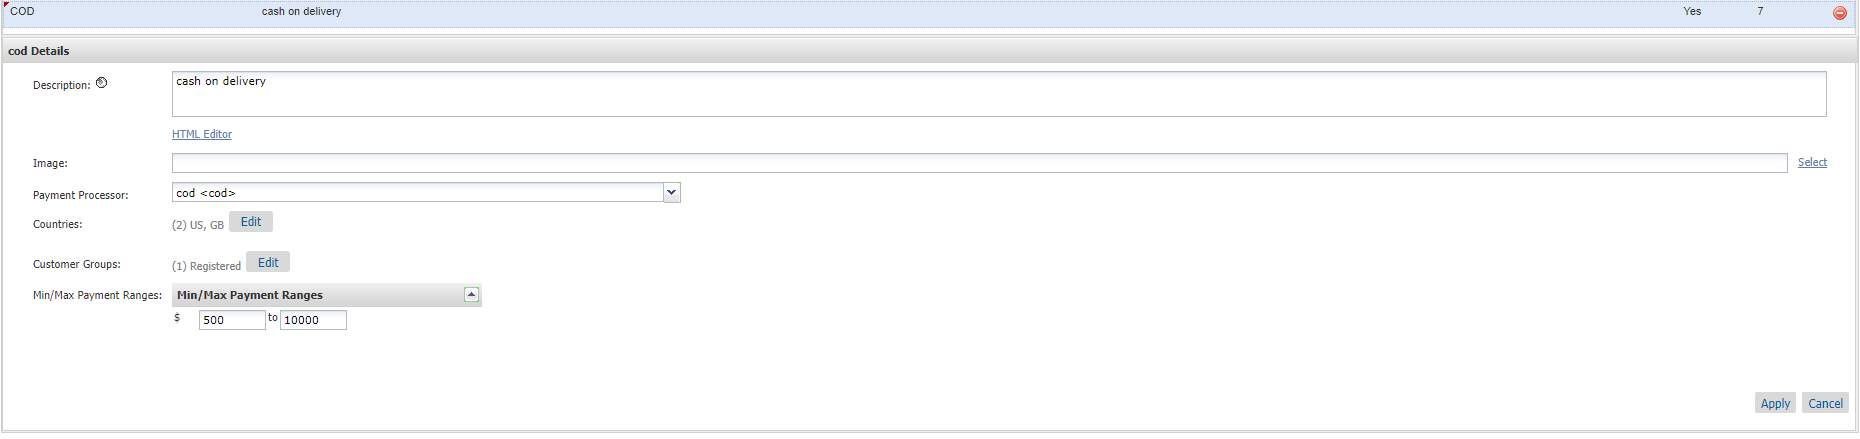 COD cash on delivery Yes 7
cod Details
Description: cash on delivery
HTML Editor
Image: Select
Payment Processor: cod <cod>
Countries: (2) US, GB Edit
Customer Groups: (1) Registered Edit
Min/Max Payment Ranges: Min/Max Payment Ranges
$ 500 to 10000
Apply Cancel